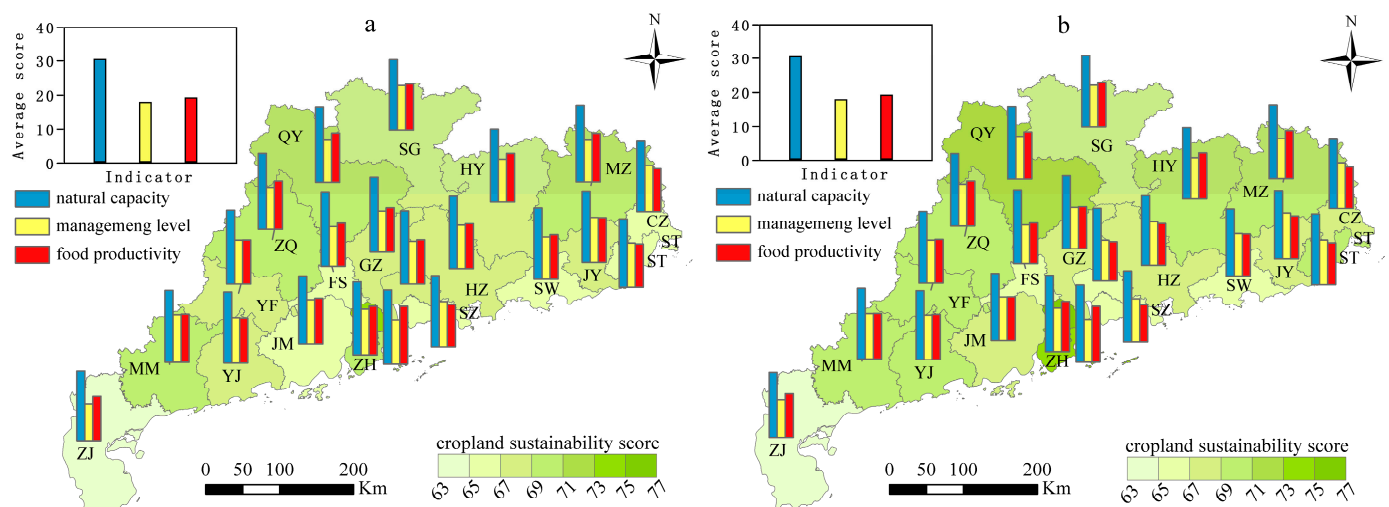 a
N
40
30
20
10
0
Average score
Indicator
natural capacity
managemeng level
food productivity
QY
SG
HY
MZ
CZ
ST
ST
ZQ
GZ
FS
JY
HZ
SW
YF
SZ
JM
ZH
MM
YJ
ZJ
0 50 100 200
Km
cropland sustainability scorc
63 65 67 69 71 73 75 77
b
N
40
30
20
10
0
Average score
Indicator
natural capacity
managemeng level
food productivity
QY
SG
HY
MZ
CZ
ST
ST
ZQ
GZ
FS
JY
HZ
SW
YF
SZ
JM
ZH
MM
YJ
ZJ
0 50 100 200
Km
cropland sustainability score
63 65 67 69 71 73 75 77